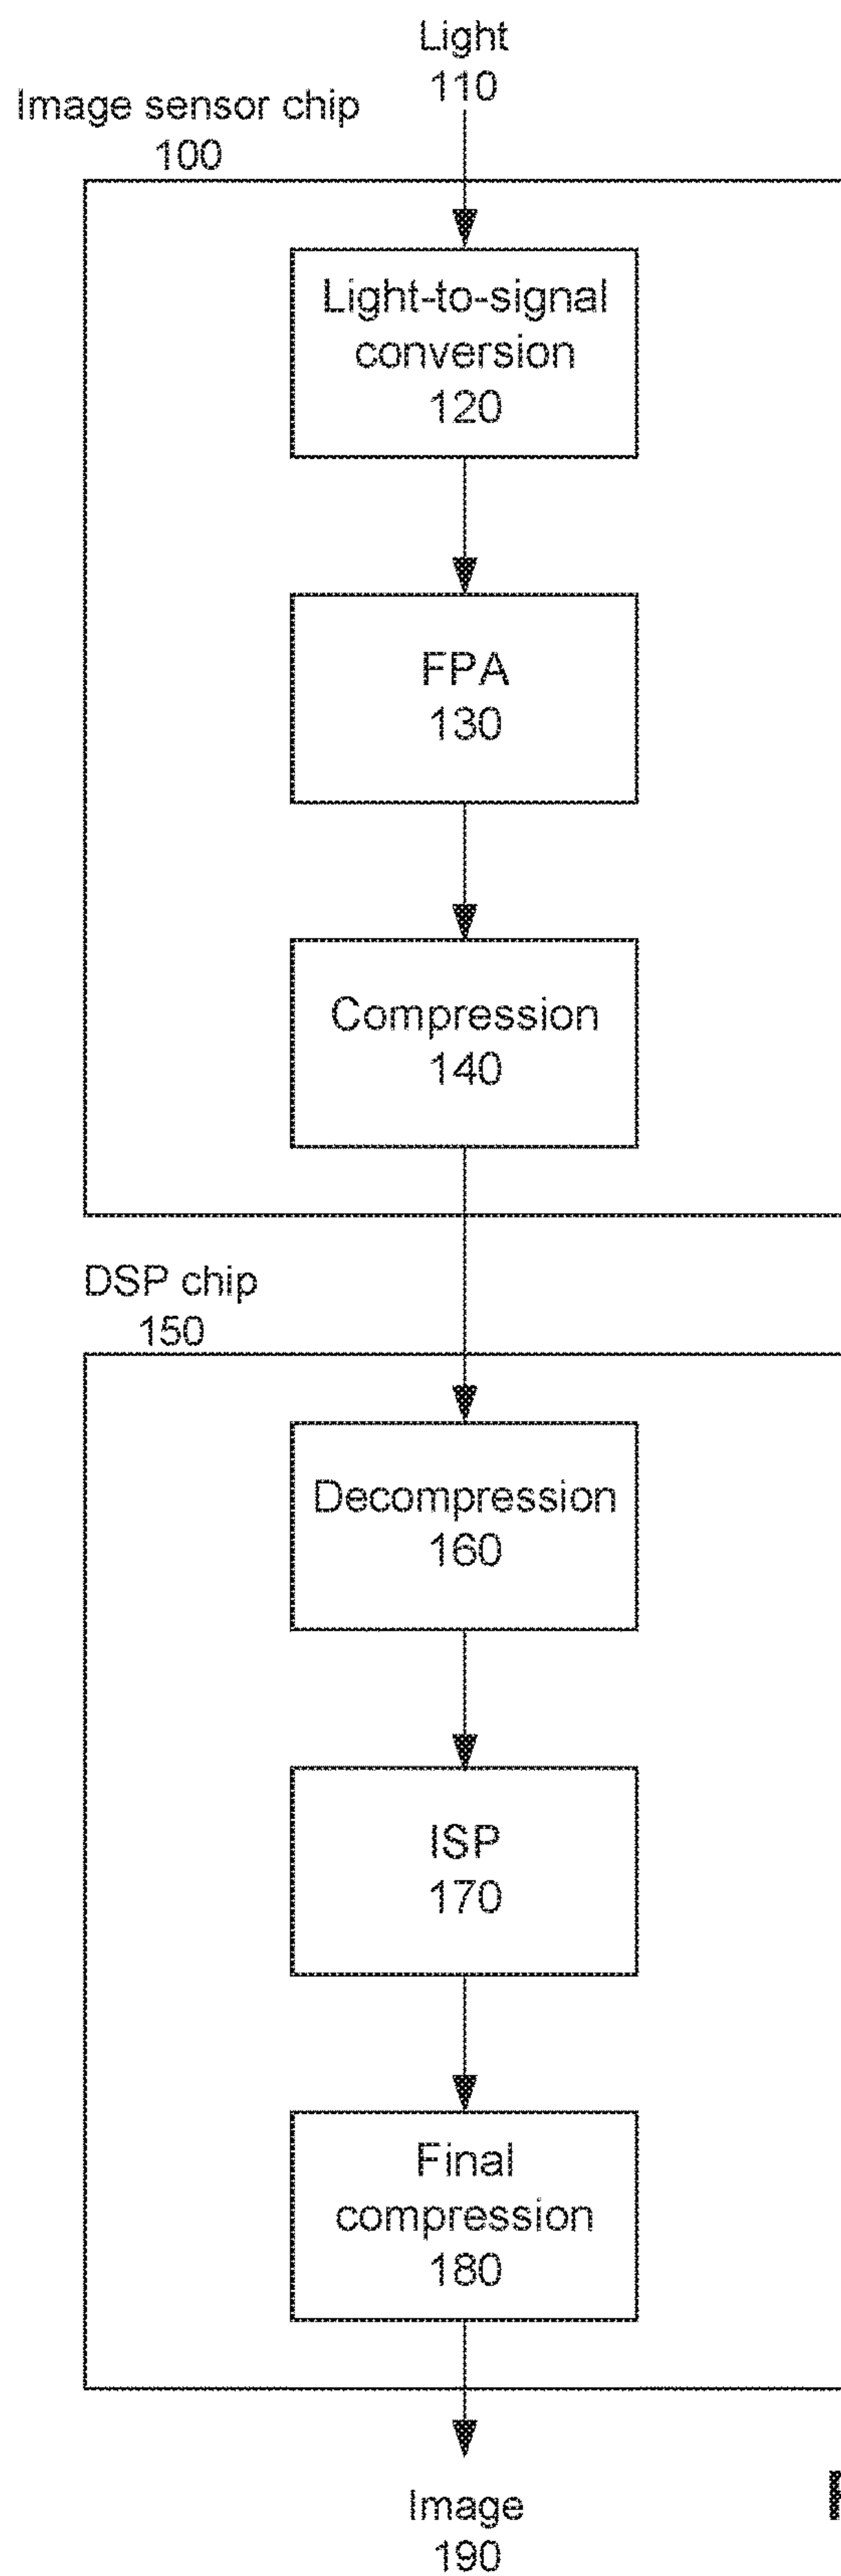 Light
110
Image sensor chip
100
Light-to-signal
conversion
120
FPA
130
Compression
140
DSP chip
150
Decompression
160
ISP
170
Final
compression
180
Image
190